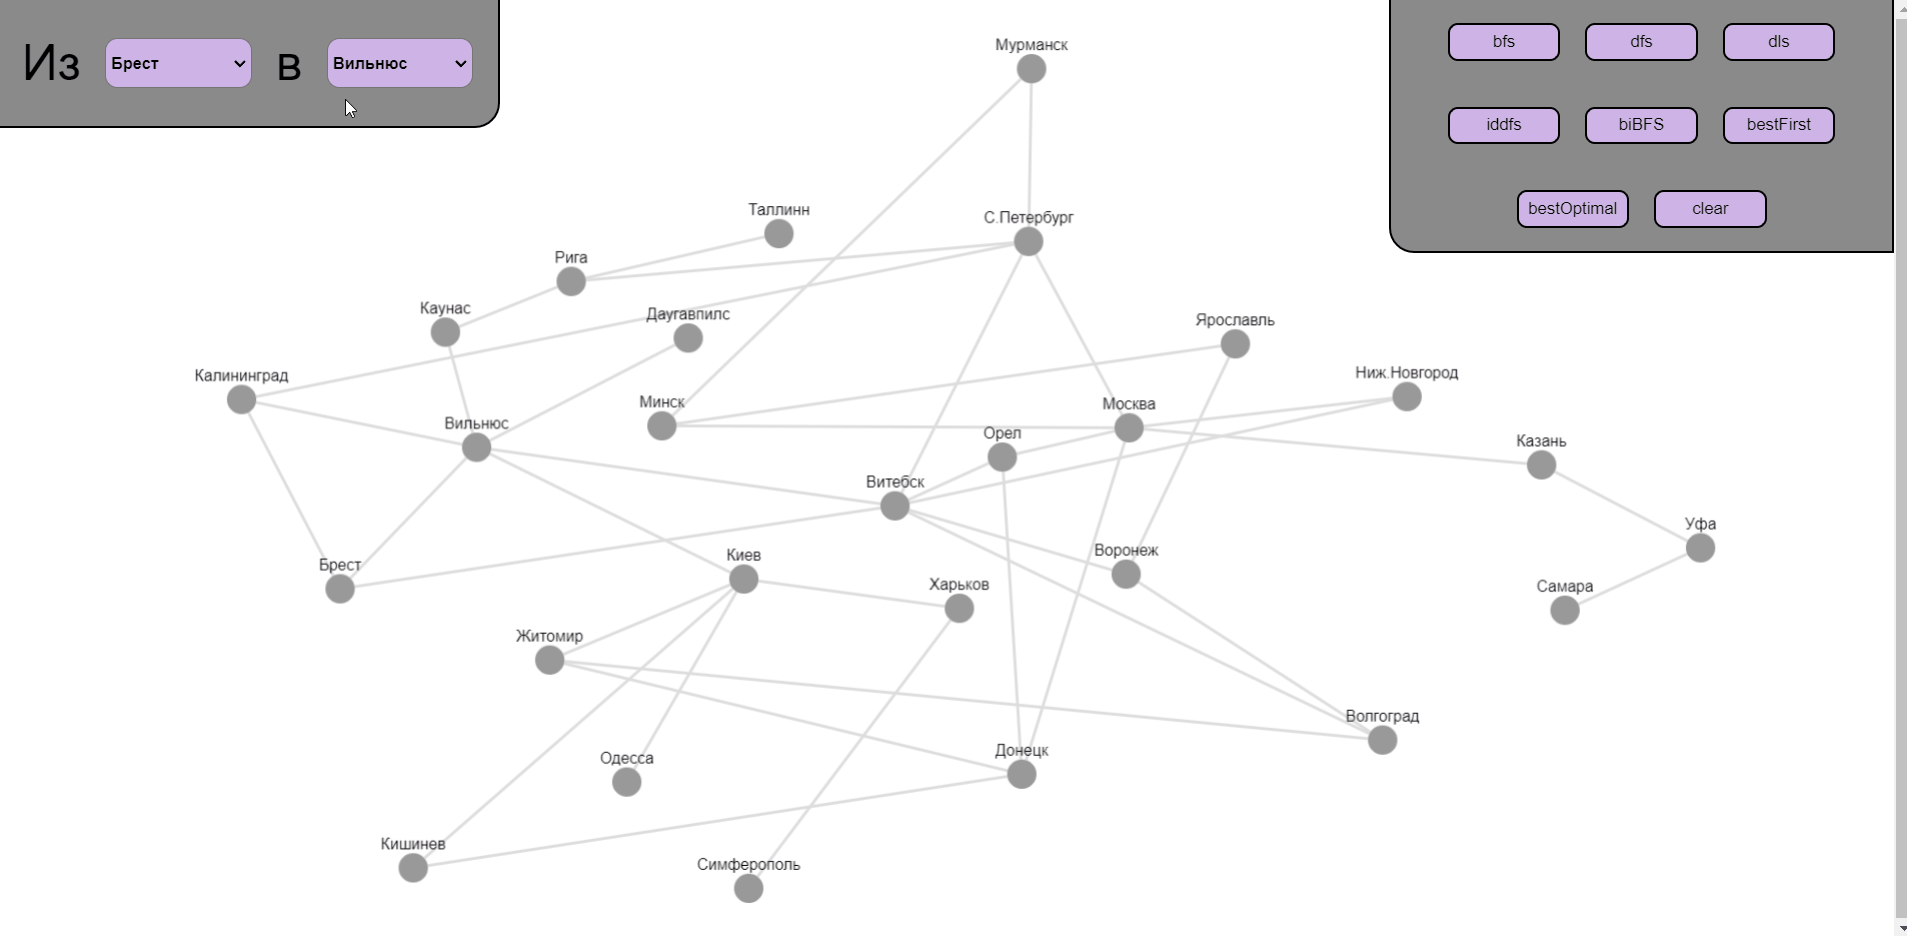 Из Брест в Вильнюс
bfs dfs dls
iddfs biBFS bestFirst
bestOptimal clear
Мурманск
Таллинн
С.Петербург
Рига
Каунас
Даугавпилс
Ярославль
Калининград
Ниж.Новгород
Минск
Москва
Вильнюс
Орел
Казань
Витебск
Уфа
Брест
Киев
Воронеж
Харьков
Самара
Житомир
Волгоград
Одесса
Донецк
Кишинев
Симферополь